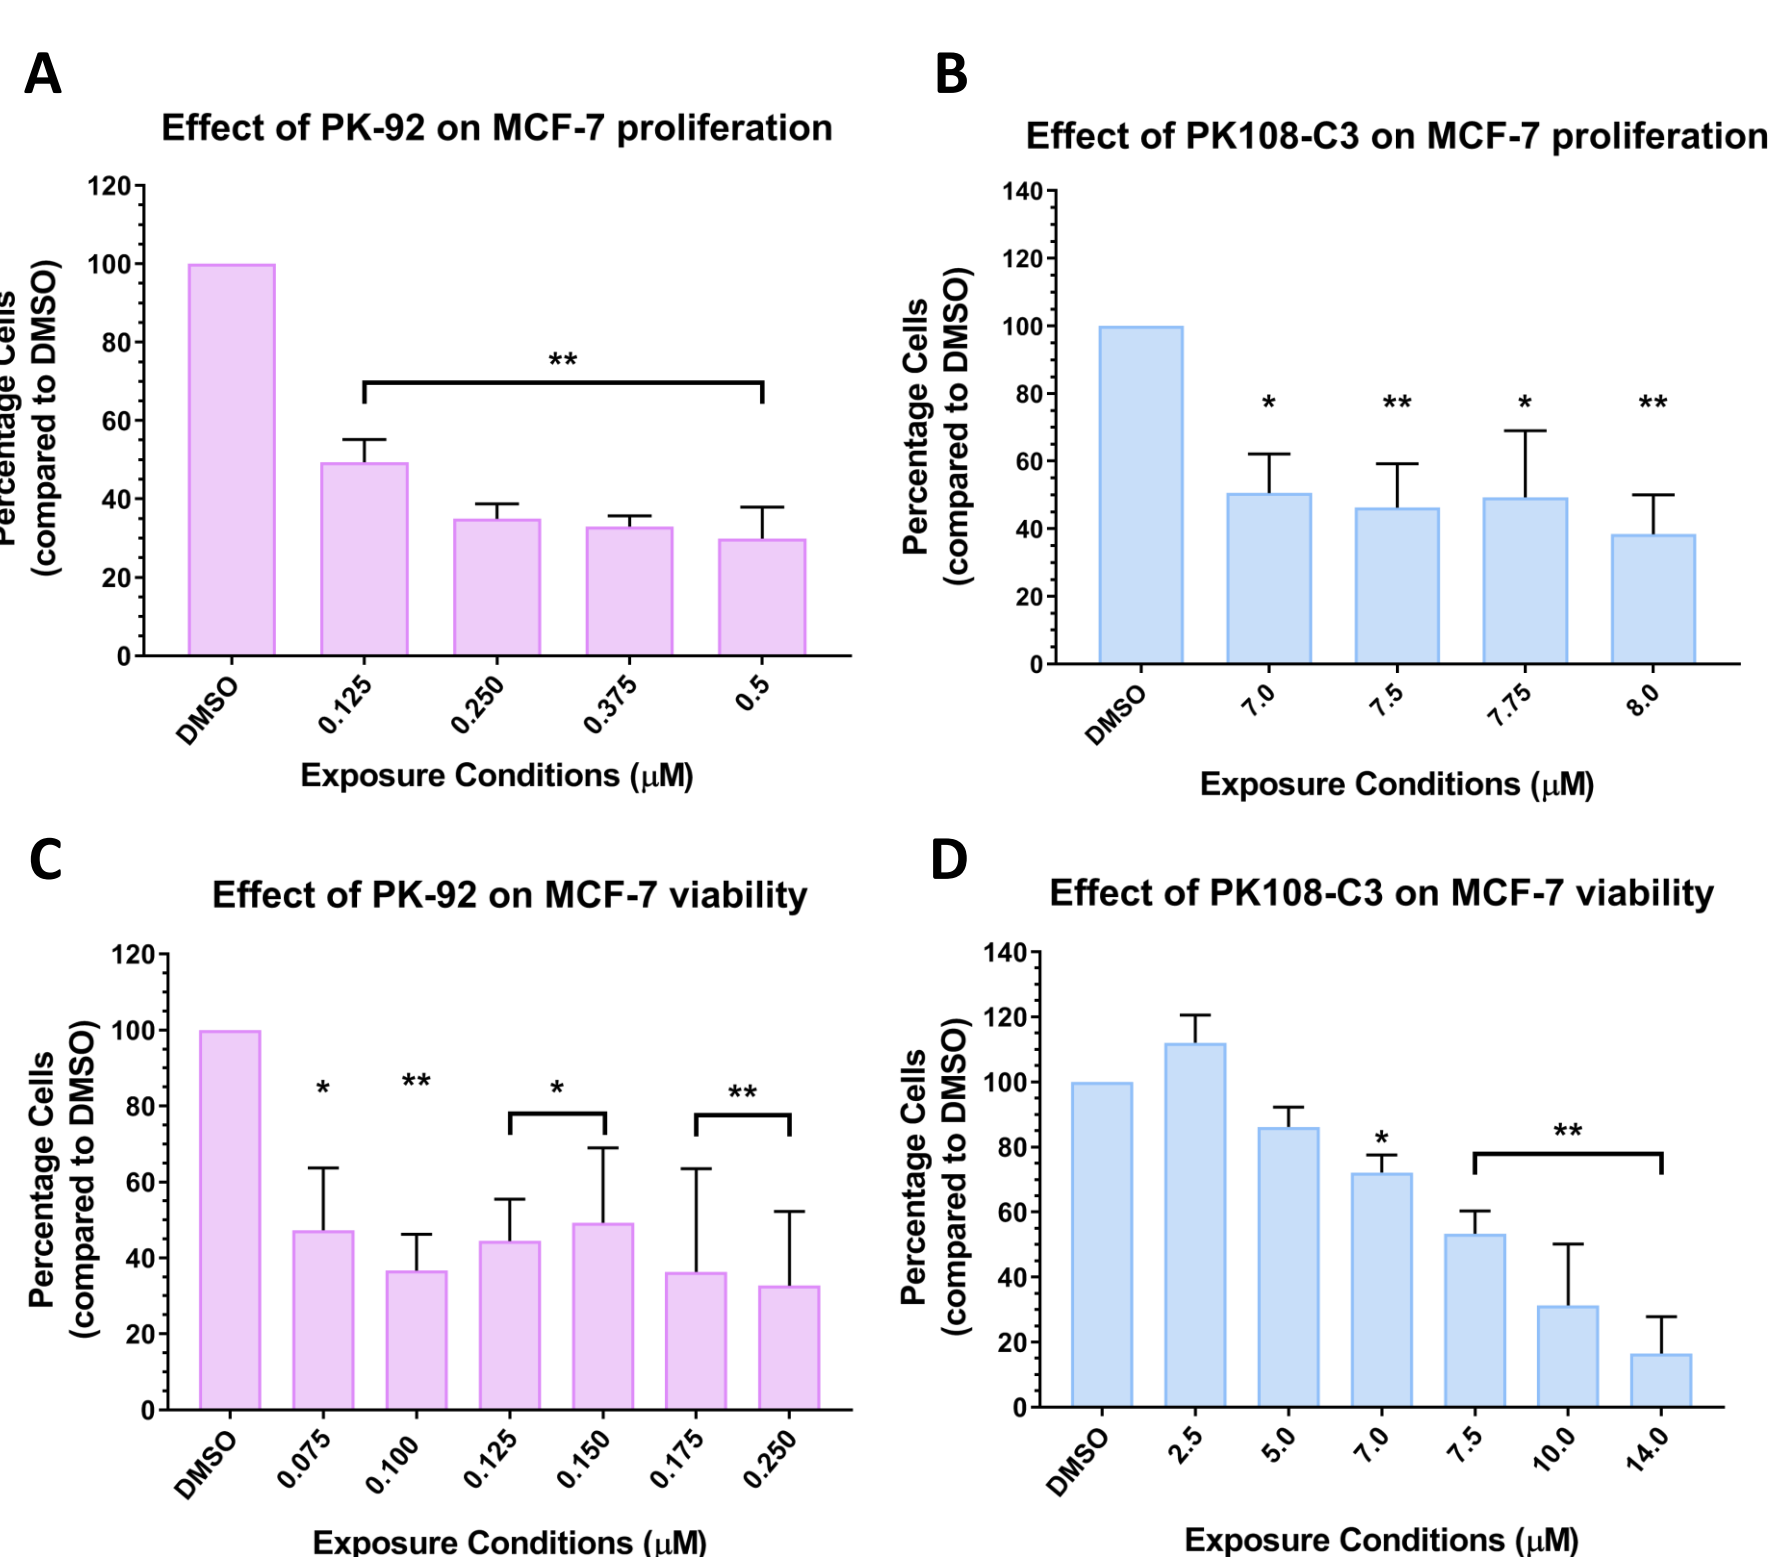 A
Effect of PK-92 on MCF-7 proliferation
Percentage Cells
(compared to DMSO)
120
100
80
60
40
20
0
**
DMSO
0.125
0.250
0.375
0.5
Exposure Conditions (μM)
B
Effect of PK108-C3 on MCF-7 proliferation
Percentage Cells
(compared to DMSO)
140
120
100
80
60
40
20
0
*
**
*
**
DMSO
7.0
7.5
7.75
8.0
Exposure Conditions (μM)
C
Effect of PK-92 on MCF-7 viability
Percentage Cells
(compared to DMSO)
120
100
80
60
40
20
0
*
**
*
**
DMSO
0.075
0.100
0.125
0.150
0.175
0.250
Exposure Conditions (μM)
D
Effect of PK108-C3 on MCF-7 viability
Percentage Cells
(compared to DMSO)
140
120
100
80
60
40
20
0
*
**
DMSO
2.5
5.0
7.0
7.5
10.0
14.0
Exposure Conditions (μM)